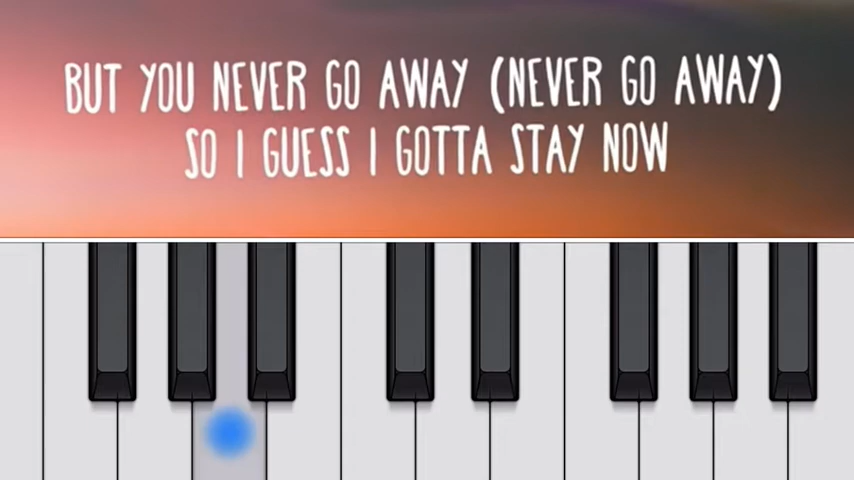 BUT YOU NEVER GO AWAY (NEVER GO AWAY)
SO I GUESS I GOTTA STAY NOW